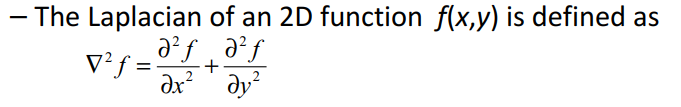 – The Laplacian of an 2D function f(x,y) is defined as
∇²f = ∂²f/∂x² + ∂²f/∂y²